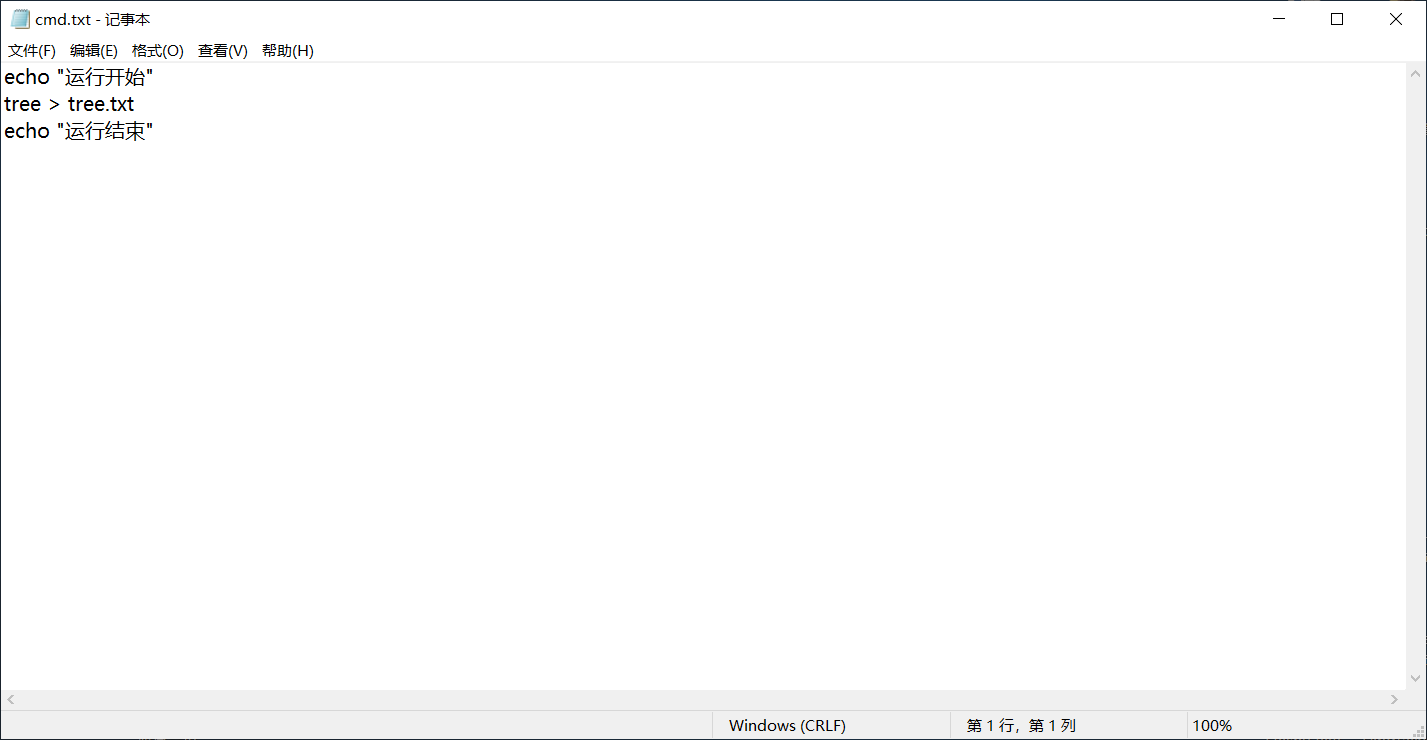 cmd.txt - 记事本
文件(F) 编辑(E) 格式(O) 查看(V) 帮助(H)
echo "运行开始"
tree > tree.txt
echo "运行结束"
Windows (CRLF) 第 1 行，第 1 列 100%